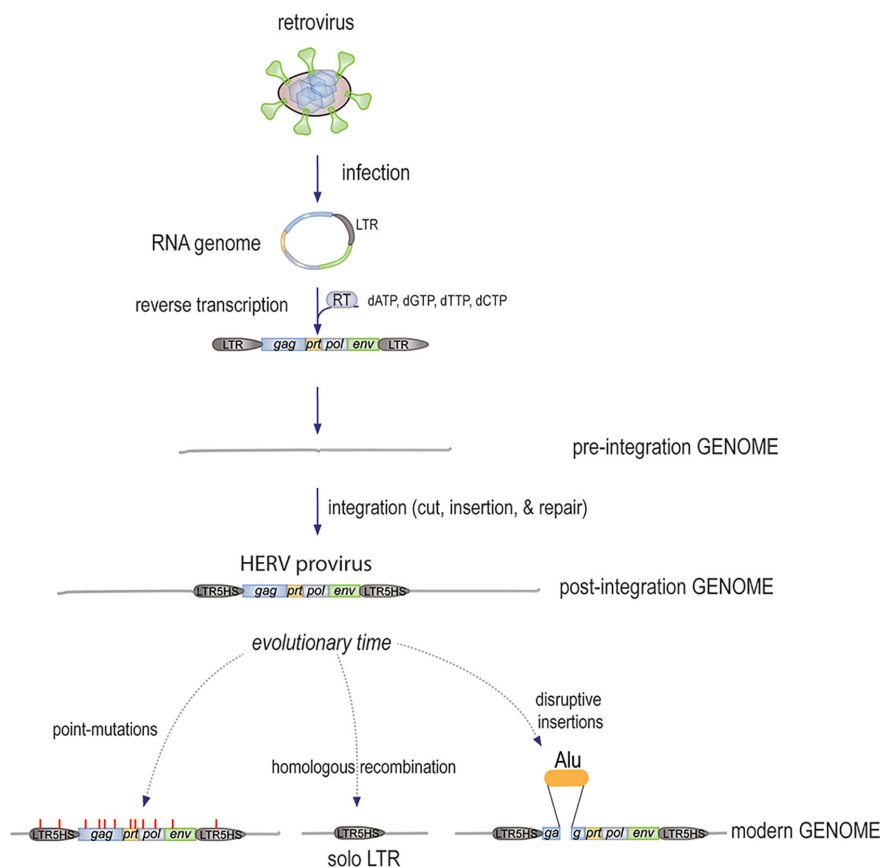 retrovirus
infection
LTR
RNA genome
reverse transcription
RT
dATP, dGTP, dTTP, dCTP
LTR gag prt pol env LTR
pre-integration GENOME
integration (cut, insertion, & repair)
HERV provirus
LTR5HS gag prt pol env LTR5HS
post-integration GENOME
evolutionary time
disruptive
insertions
point-mutations
Alu
homologous recombination
LTR5HS gag prt pol env LTR5HS
LTR5HS
solo LTR
LTR5HS ga g prt pol env LTR5HS
modern GENOME